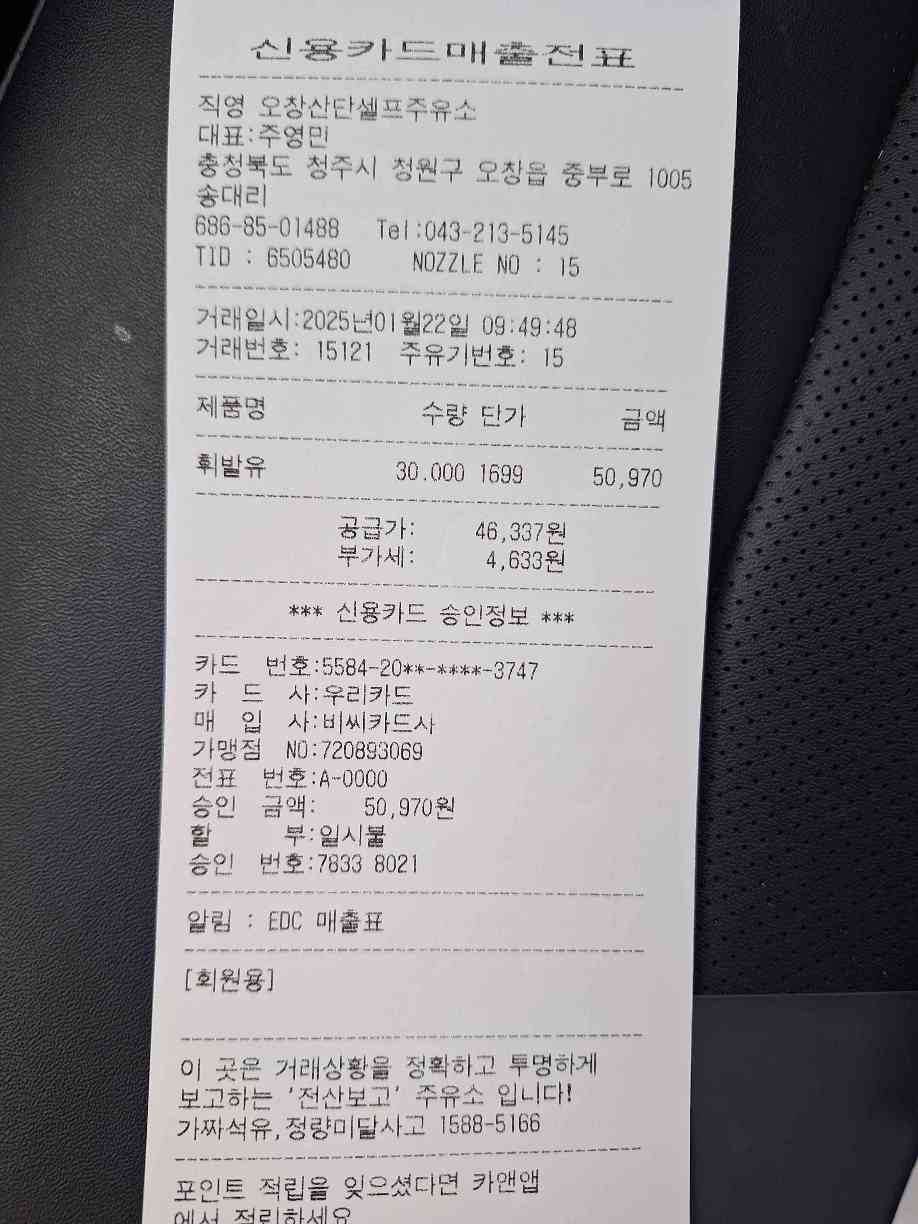 신용카드매출전표
직영 오창산단셀프주유소
대표:주영민
충청북도 청주시 청원구 오창읍 중부로 1005
송대리
686-85-01488 Tel:043-213-5145
TID : 6505480 NOZZLE NO : 15
거래일시:2025년01월22일 09:49:48
거래번호: 15121 주유기번호: 15
제품명 수량 단가 금액
휘발유 30.000 1699 50,970
공급가: 46,337원
부가세: 4,633원
*** 신용카드 승인정보 ***
카드 번호:5584-20**-****-3747
카 드 사:우리카드
매 입 사:비씨카드사
가맹점 NO:720893069
전표 번호:A-0000
승인 금액: 50,970원
할 부:일시불
승인 번호:7833 8021
알림 : EDC 매출표
[회원용]
이 곳은 거래상황을 정확하고 투명하게
보고하는 '전산보고' 주유소 입니다!
가짜석유,정량미달사고 1588-5166
포인트 적립을 잊으셨다면 카앤앱
에서 적립하세요